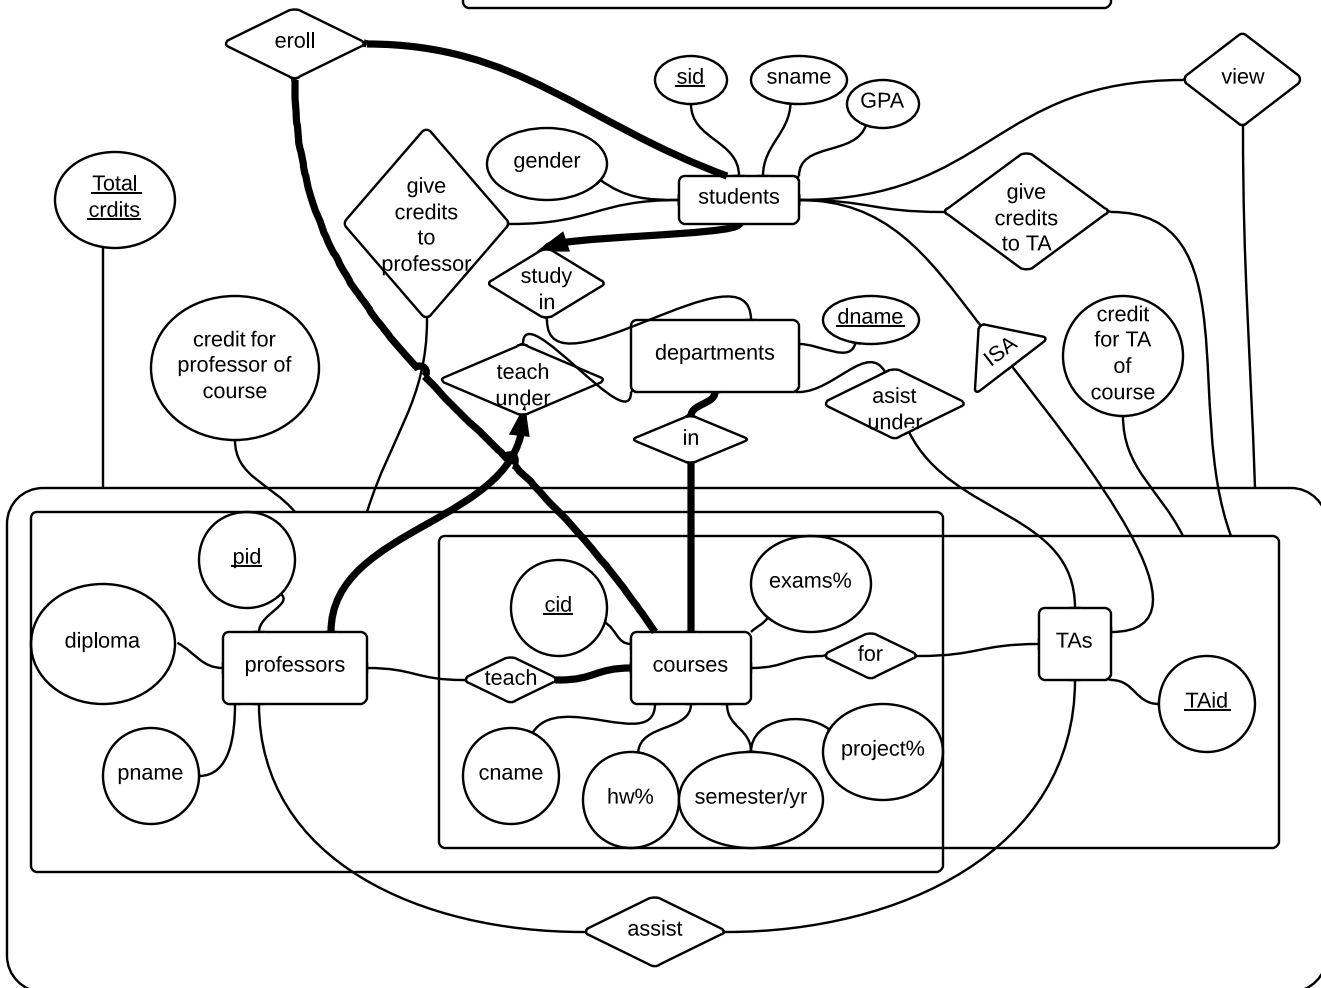 eroll
sid
sname
GPA
view
gender
Total
crdits
give
credits
to
professor
students
give
credits
to TA
study
in
credit for
professor of
course
departments
dname
ISA
credit
for TA
of
course
teach
under
asist
under
in
pid
cid
exams%
diploma
professors
teach
courses
for
TAs
TAid
pname
cname
hw%
semester/yr
project%
assist